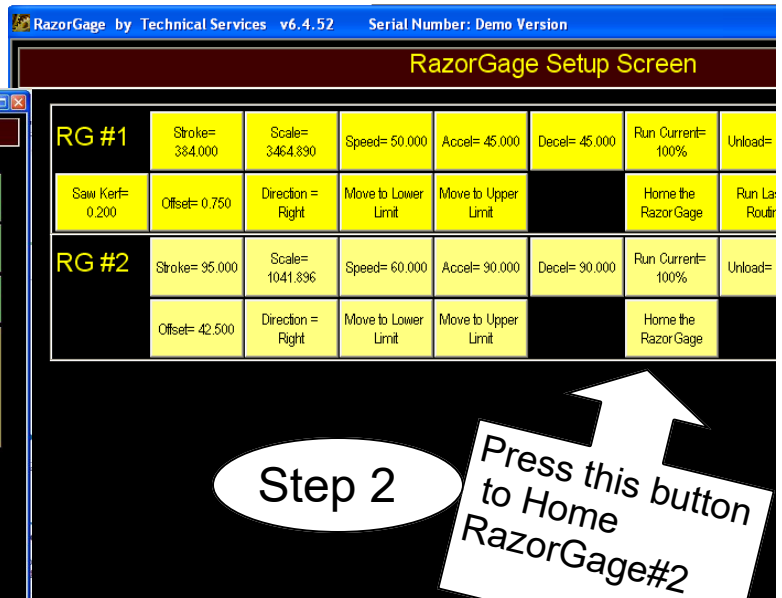 RazorGage by Technical Services v6.4.52 Serial Number: Demo Version
RazorGage Setup Screen
RG #1
Stroke=
384.000
Scale=
3464.890
Speed= 50.000
Accel= 45.000
Decel= 45.000
Run Current=
100%
Unload=
Saw Kerf=
0.200
Offset= 0.750
Direction =
Right
Move to Lower
Limit
Move to Upper
Limit
Home the
RazorGage
Run Las
Routin
RG #2
Stroke= 95.000
Scale=
1041.896
Speed= 60.000
Accel= 90.000
Decel= 90.000
Run Current=
100%
Unload=
Offset= 42.500
Direction =
Right
Move to Lower
Limit
Move to Upper
Limit
Home the
RazorGage
Step 2
Press this button
to Home
RazorGage#2